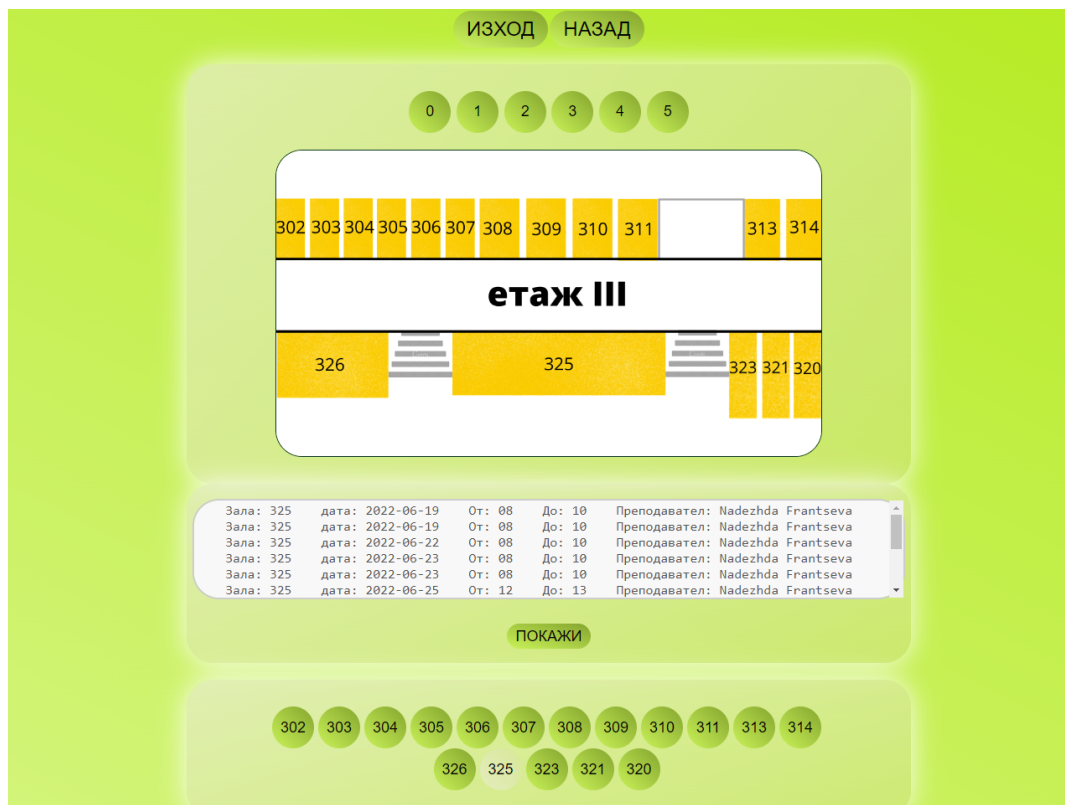 ИЗХОД НАЗАД
0 1 2 3 4 5
302 303 304 305 306 307 308 309 310 311 313 314
етаж III
326 325 323 321 320
Зала: 325 дата: 2022-06-19 От: 08 До: 10 Преподавател: Nadezhda Frantseva
Зала: 325 дата: 2022-06-19 От: 08 До: 10 Преподавател: Nadezhda Frantseva
Зала: 325 дата: 2022-06-22 От: 08 До: 10 Преподавател: Nadezhda Frantseva
Зала: 325 дата: 2022-06-23 От: 08 До: 10 Преподавател: Nadezhda Frantseva
Зала: 325 дата: 2022-06-23 От: 08 До: 10 Преподавател: Nadezhda Frantseva
Зала: 325 дата: 2022-06-25 От: 12 До: 13 Преподавател: Nadezhda Frantseva
ПОКАЖИ
302 303 304 305 306 307 308 309 310 311 313 314
326 325 323 321 320